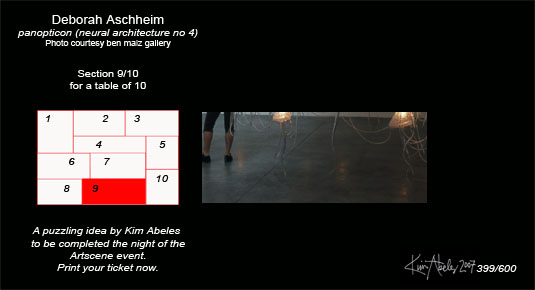 Deborah Aschheim
panopticon (neural architecture no 4)
Photo courtesy ben maiz gallery
Section 9/10
for a table of 10
1 2 3
4 5
6 7
8 9 10
A puzzling idea by Kim Abeles
to be completed the night of the
Artscene event.
Print your ticket now.
Kim Abeles 2007 399/600